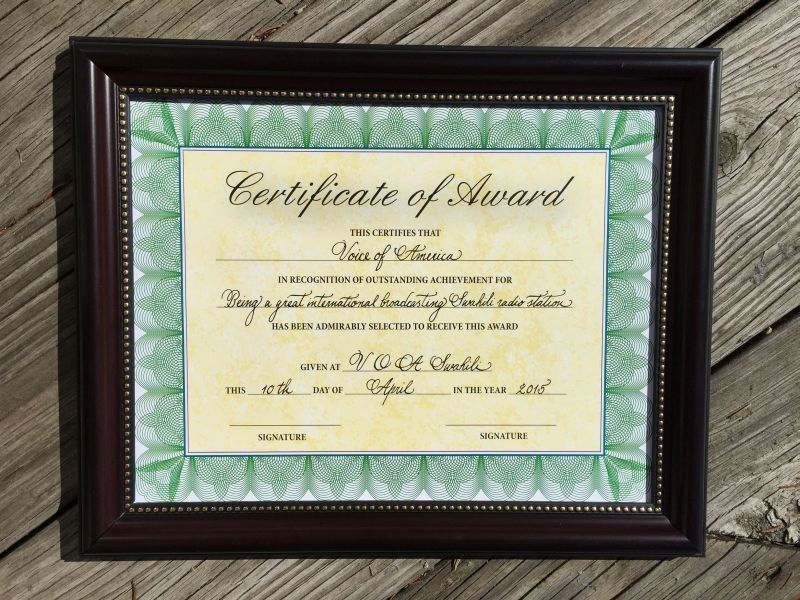 Certificate of Award
THIS CERTIFIES THAT
Voice of America
IN RECOGNITION OF OUTSTANDING ACHIEVEMENT FOR
Being a great international broadcasting Swahili radio station
HAS BEEN ADMIRABLY SELECTED TO RECEIVE THIS AWARD
GIVEN AT V O A Swahili
THIS 10th DAY OF April IN THE YEAR 2015
SIGNATURE SIGNATURE